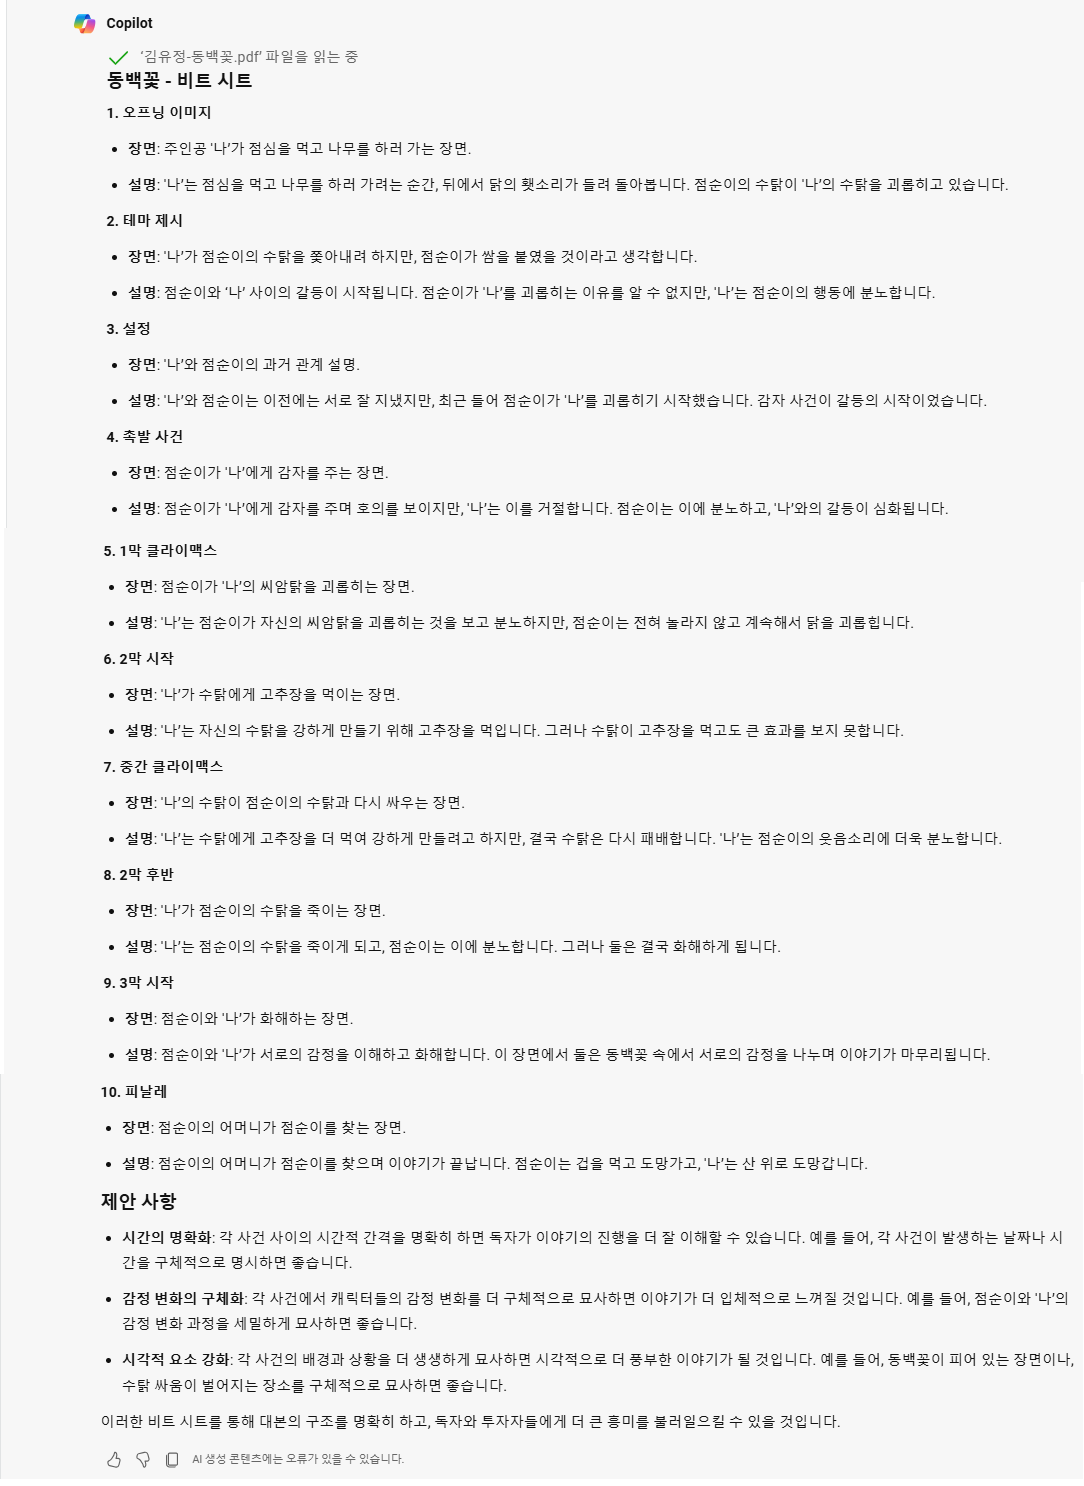 Copilot
‘김유정-동백꽃.pdf’ 파일을 읽는 중
동백꽃 - 비트 시트
1. 오프닝 이미지
• 장면: 주인공 '나’가 점심을 먹고 나무를 하러 가는 장면.
• 설명: '나’는 점심을 먹고 나무를 하러 가려는 순간, 뒤에서 닭의 횃소리가 들려 돌아봅니다. 점순이의 수탉이 '나’의 수탉을 괴롭히고 있습니다.
2. 테마 제시
• 장면: '나’가 점순이의 수탉을 쫓아내려 하지만, 점순이가 쌈을 붙였을 것이라고 생각합니다.
• 설명: 점순이와 ‘나’ 사이의 갈등이 시작됩니다. 점순이가 '나’를 괴롭히는 이유를 알 수 없지만, '나’는 점순이의 행동에 분노합니다.
3. 설정
• 장면: '나’와 점순이의 과거 관계 설명.
• 설명: '나’와 점순이는 이전에는 서로 잘 지냈지만, 최근 들어 점순이가 '나’를 괴롭히기 시작했습니다. 감자 사건이 갈등의 시작이었습니다.
4. 촉발 사건
• 장면: 점순이가 '나’에게 감자를 주는 장면.
• 설명: 점순이가 '나’에게 감자를 주며 호의를 보이지만, '나’는 이를 거절합니다. 점순이는 이에 분노하고, '나’와의 갈등이 심화됩니다.
5. 1막 클라이맥스
• 장면: 점순이가 '나’의 씨암탉을 괴롭히는 장면.
• 설명: '나’는 점순이가 자신의 씨암탉을 괴롭히는 것을 보고 분노하지만, 점순이는 전혀 놀라지 않고 계속해서 닭을 괴롭힙니다.
6. 2막 시작
• 장면: '나’가 수탉에게 고추장을 먹이는 장면.
• 설명: '나’는 자신의 수탉을 강하게 만들기 위해 고추장을 먹입니다. 그러나 수탉이 고추장을 먹고도 큰 효과를 보지 못합니다.
7. 중간 클라이맥스
• 장면: '나’의 수탉이 점순이의 수탉과 다시 싸우는 장면.
• 설명: '나’는 수탉에게 고추장을 더 먹여 강하게 만들려고 하지만, 결국 수탉은 다시 패배합니다. '나’는 점순이의 웃음소리에 더욱 분노합니다.
8. 2막 후반
• 장면: '나’가 점순이의 수탉을 죽이는 장면.
• 설명: '나’는 점순이의 수탉을 죽이게 되고, 점순이는 이에 분노합니다. 그러나 둘은 결국 화해하게 됩니다.
9. 3막 시작
• 장면: 점순이와 '나’가 화해하는 장면.
• 설명: 점순이와 '나’가 서로의 감정을 이해하고 화해합니다. 이 장면에서 둘은 동백꽃 속에서 서로의 감정을 나누며 이야기가 마무리됩니다.
10. 피날레
• 장면: 점순이의 어머니가 점순이를 찾는 장면.
• 설명: 점순이의 어머니가 점순이를 찾으며 이야기가 끝납니다. 점순이는 겁을 먹고 도망가고, '나’는 산 위로 도망갑니다.
제안 사항
• 시간의 명확화: 각 사건 사이의 시간적 간격을 명확히 하면 독자가 이야기의 진행을 더 잘 이해할 수 있습니다. 예를 들어, 각 사건이 발생하는 날짜나 시
간을 구체적으로 명시하면 좋습니다.
• 감정 변화의 구체화: 각 사건에서 캐릭터들의 감정 변화를 더 구체적으로 묘사하면 이야기가 더 입체적으로 느껴질 것입니다. 예를 들어, 점순이와 '나’의
감정 변화 과정을 세밀하게 묘사하면 좋습니다.
• 시각적 요소 강화: 각 사건의 배경과 상황을 더 생생하게 묘사하면 시각적으로 더 풍부한 이야기가 될 것입니다. 예를 들어, 동백꽃이 피어 있는 장면이나,
수탉 싸움이 벌어지는 장소를 구체적으로 묘사하면 좋습니다.
이러한 비트 시트를 통해 대본의 구조를 명확히 하고, 독자와 투자자들에게 더 큰 흥미를 불러일으킬 수 있을 것입니다.
AI 생성 콘텐츠에는 오류가 있을 수 있습니다.